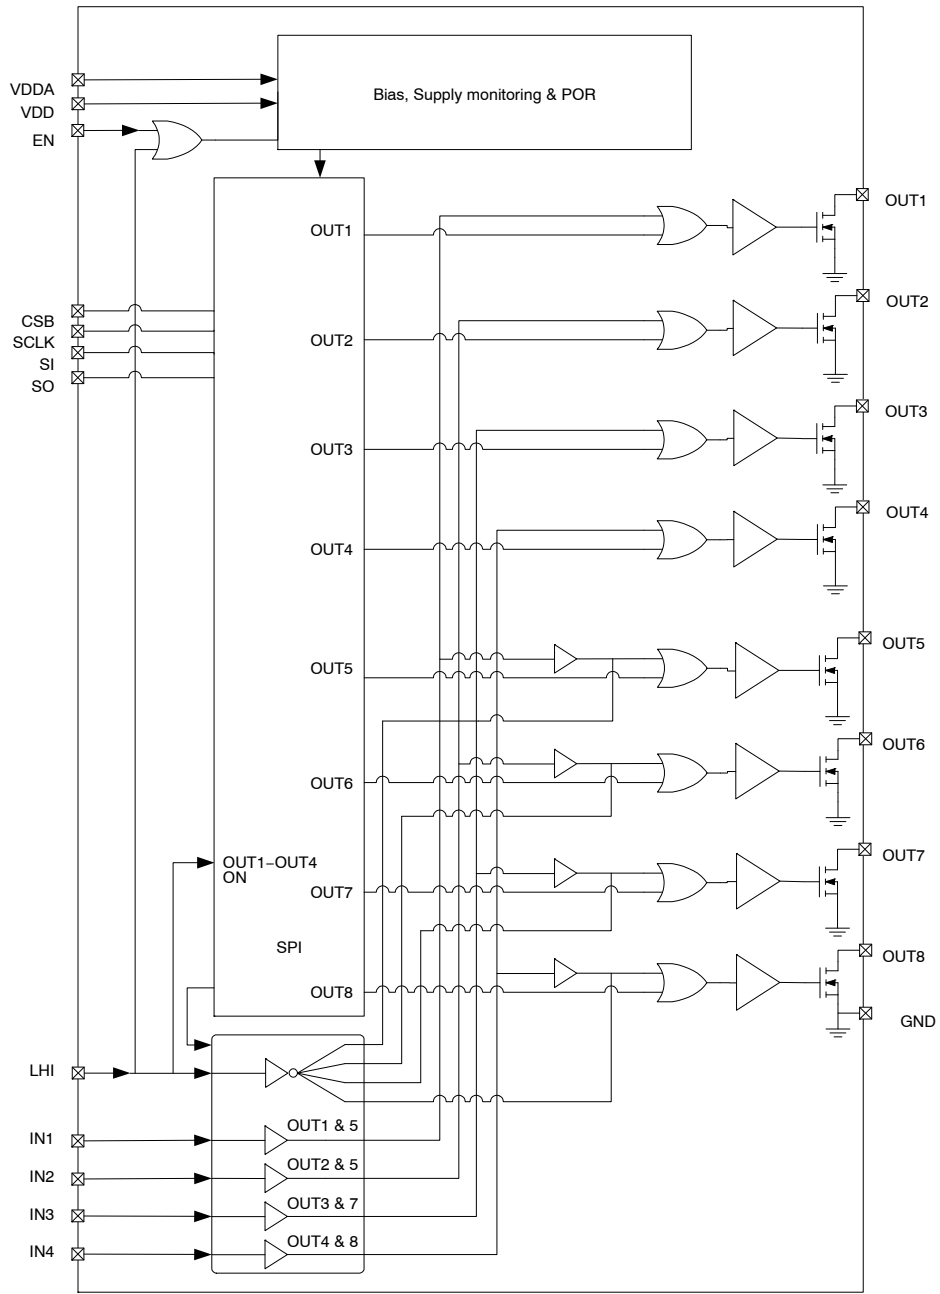 Bias, Supply monitoring & POR
VDDA
VDD
EN
OUT1
OUT1
CSB
SCLK
SI
SO
OUT2
OUT2
OUT3
OUT3
OUT4
OUT4
OUT5
OUT5
OUT6
OUT6
OUT1–OUT4
ON
OUT7
OUT7
SPI
OUT8
OUT8
GND
LHI
IN1
OUT1 & 5
IN2
OUT2 & 5
IN3
OUT3 & 7
IN4
OUT4 & 8